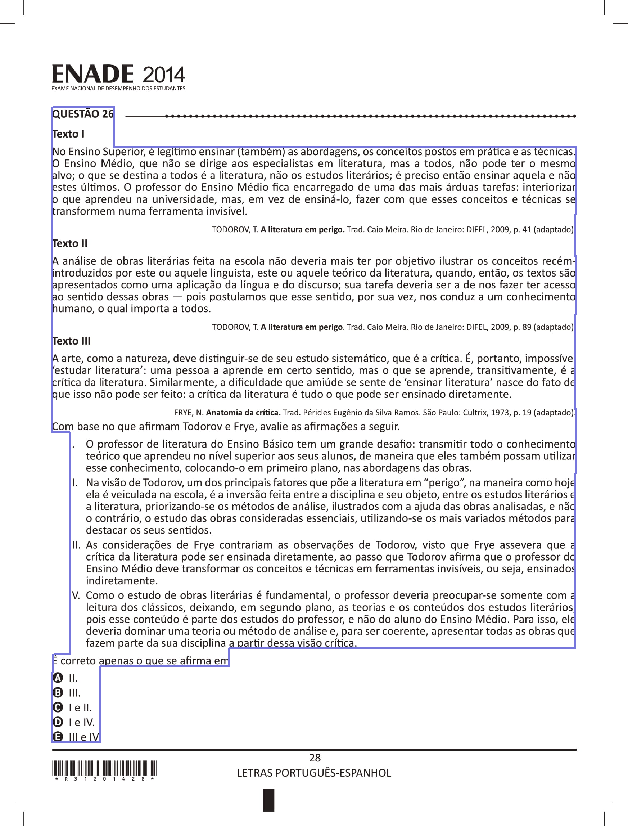 ENADE 2014
EXAME NACIONAL DE DESEMPENHO DOS ESTUDANTES
QUESTÃO 26
Texto I
No Ensino Superior, é legítimo ensinar (também) as abordagens, os conceitos postos em prática e as técnicas.
O Ensino Médio, que não se dirige aos especialistas em literatura, mas a todos, não pode ter o mesmo
alvo; o que se destina a todos é a literatura, não os estudos literários; é preciso então ensinar aquela e não
estes últimos. O professor do Ensino Médio fica encarregado de uma das mais árduas tarefas: interiorizar
o que aprendeu na universidade, mas, em vez de ensiná-lo, fazer com que esses conceitos e técnicas se
transformem numa ferramenta invisível.
TODOROV, T. A literatura em perigo. Trad. Caio Meira. Rio de Janeiro: DIFEL, 2009, p. 41 (adaptado)
Texto II
A análise de obras literárias feita na escola não deveria mais ter por objetivo ilustrar os conceitos recém-
introduzidos por este ou aquele linguista, este ou aquele teórico da literatura, quando, então, os textos são
apresentados como uma aplicação da língua e do discurso; sua tarefa deveria ser a de nos fazer ter acesso
ao sentido dessas obras — pois postulamos que esse sentido, por sua vez, nos conduz a um conhecimento
humano, o qual importa a todos.
TODOROV, T. A literatura em perigo. Trad. Caio Meira. Rio de Janeiro: DIFEL, 2009, p. 89 (adaptado)
Texto III
A arte, como a natureza, deve distinguir-se de seu estudo sistemático, que é a crítica. É, portanto, impossíve
'estudar literatura': uma pessoa a aprende em certo sentido, mas o que se aprende, transitivamente, é a
crítica da literatura. Similarmente, a dificuldade que amiúde se sente de 'ensinar literatura' nasce do fato de
que isso não pode ser feito: a crítica da literatura é tudo o que pode ser ensinado diretamente.
FRYE, N. Anatomia da crítica. Trad. Péricles Eugênio da Silva Ramos. São Paulo: Cultrix, 1973, p. 19 (adaptado)
Com base no que afirmam Todorov e Frye, avalie as afirmações a seguir.
. O professor de literatura do Ensino Básico tem um grande desafio: transmitir todo o conhecimento
teórico que aprendeu no nível superior aos seus alunos, de maneira que eles também possam utilizar
esse conhecimento, colocando-o em primeiro plano, nas abordagens das obras.
I. Na visão de Todorov, um dos principais fatores que põe a literatura em “perigo”, na maneira como hoje
ela é veiculada na escola, é a inversão feita entre a disciplina e seu objeto, entre os estudos literários e
a literatura, priorizando-se os métodos de análise, ilustrados com a ajuda das obras analisadas, e não
o contrário, o estudo das obras consideradas essenciais, utilizando-se os mais variados métodos para
destacar os seus sentidos.
II. As considerações de Frye contrariam as observações de Todorov, visto que Frye assevera que a
crítica da literatura pode ser ensinada diretamente, ao passo que Todorov afirma que o professor do
Ensino Médio deve transformar os conceitos e técnicas em ferramentas invisíveis, ou seja, ensinados
indiretamente.
V. Como o estudo de obras literárias é fundamental, o professor deveria preocupar-se somente com a
leitura dos clássicos, deixando, em segundo plano, as teorias e os conteúdos dos estudos literários
pois esse conteúdo é parte dos estudos do professor, e não do aluno do Ensino Médio. Para isso, ele
deveria dominar uma teoria ou método de análise e, para ser coerente, apresentar todas as obras que
fazem parte da sua disciplina a partir dessa visão crítica.
É correto apenas o que se afirma em
A II.
B III.
C I e II.
D I e IV.
E III e IV
28
LETRAS PORTUGUÊS-ESPANHOL
*R3120142 8*